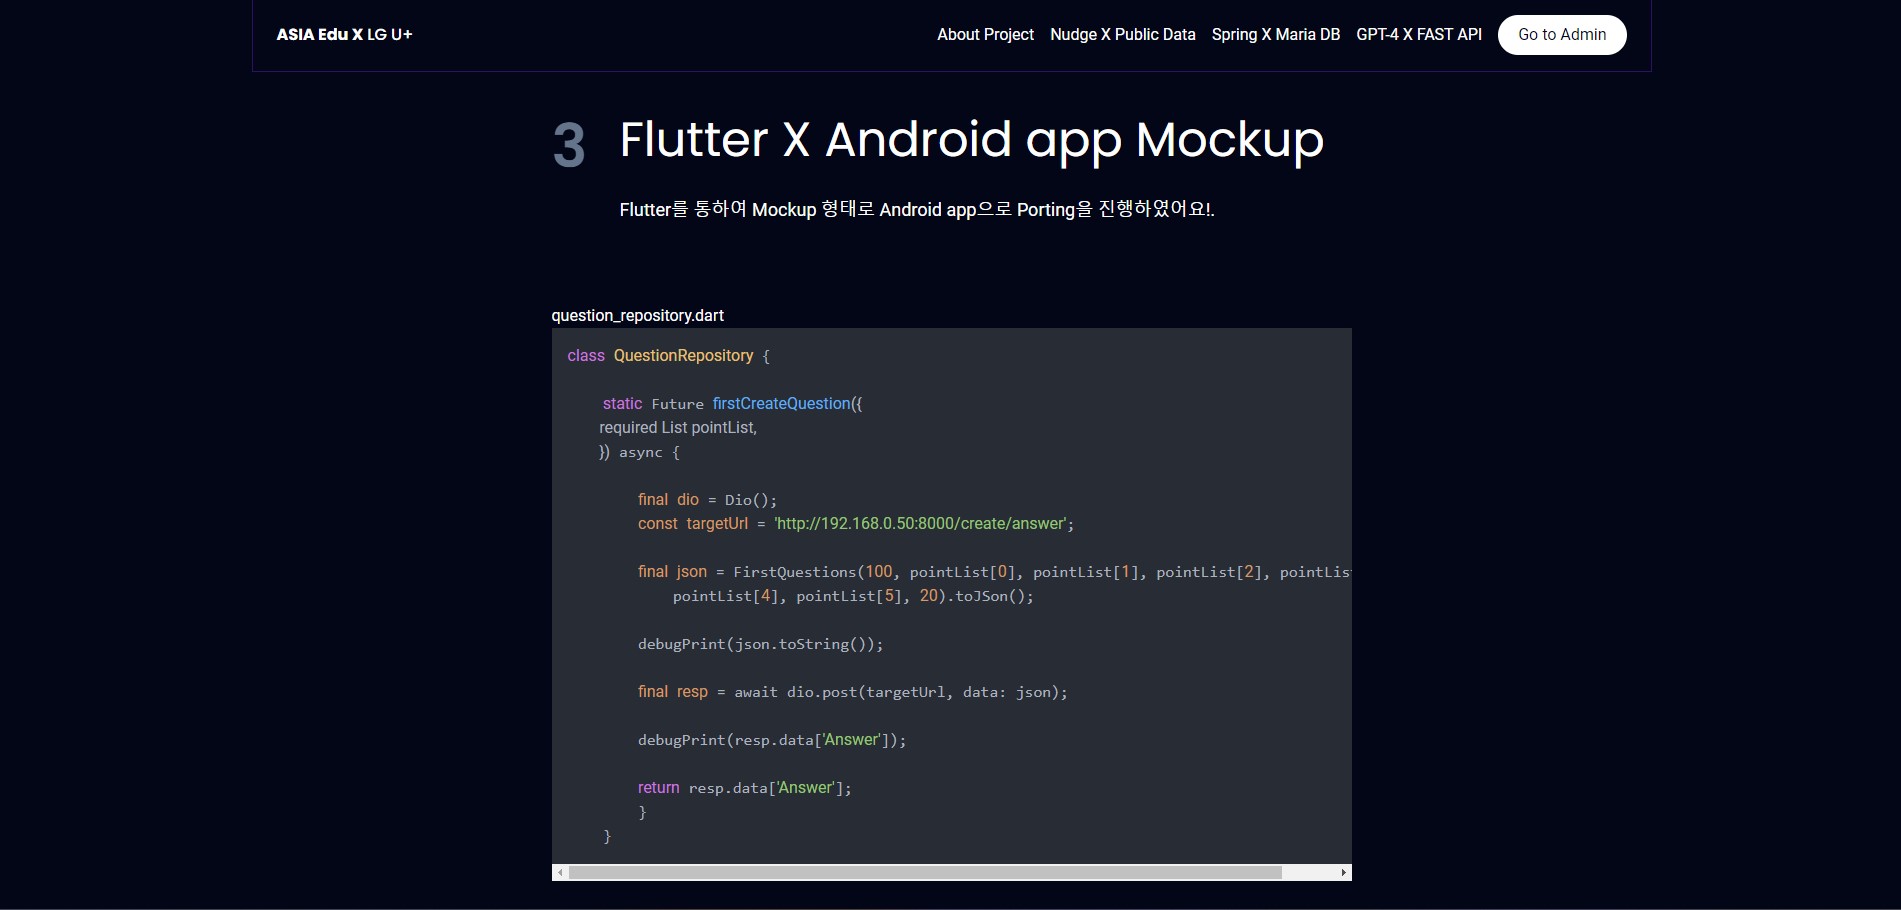 ASIA Edu X LG U+
About Project Nudge X Public Data Spring X Maria DB GPT-4 X FAST API Go to Admin
3 Flutter X Android app Mockup
Flutter를 통하여 Mockup 형태로 Android app으로 Porting을 진행하였어요!.
question_repository.dart
class QuestionRepository {
static Future firstCreateQuestion({
required List pointList,
}) async {
final dio = Dio();
const targetUrl = 'http://192.168.0.50:8000/create/answer';
final json = FirstQuestions(100, pointList[0], pointList[1], pointList[2], pointLis
pointList[4], pointList[5], 20).toJSon();
debugPrint(json.toString());
final resp = await dio.post(targetUrl, data: json);
debugPrint(resp.data['Answer']);
return resp.data['Answer'];
}
}